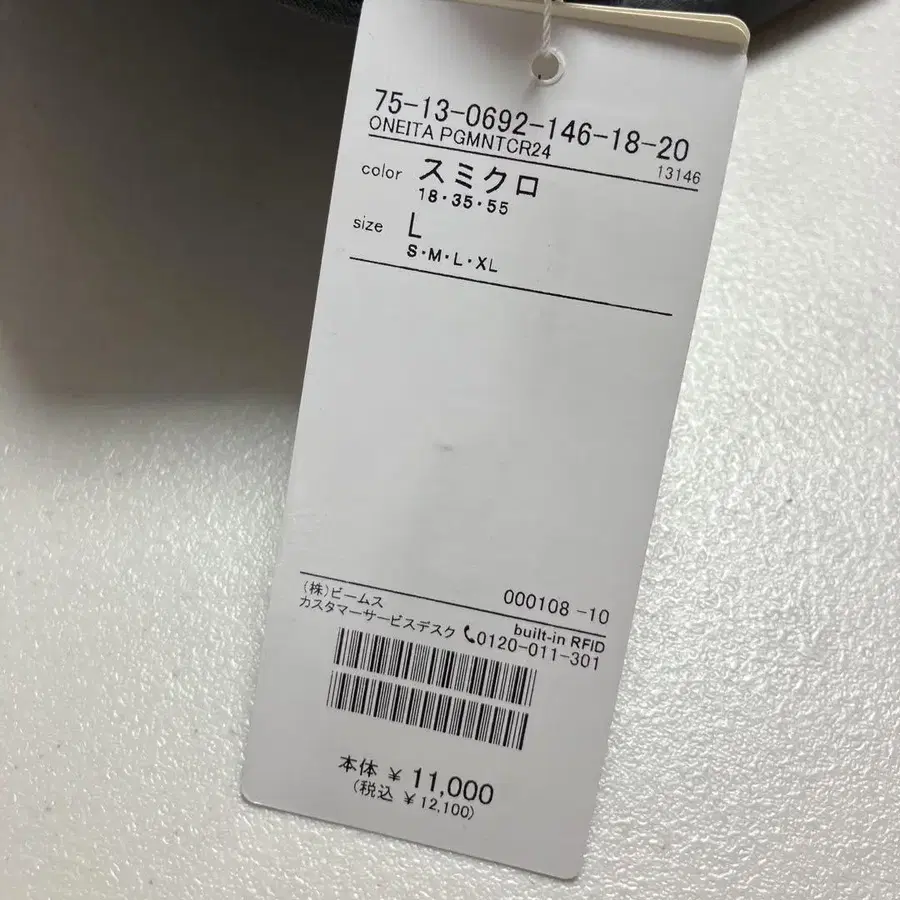 75-13-0692-146-18-20
ONEITA PGMNTCR24
13146
color スミクロ
18・35・55
size L
S・M・L・XL
000108 -10
(株)ビームス
built-in RFID
カスタマーサービスデスク 0120-011-301
本体 ¥ 11,000
(税込 ¥ 12,100)